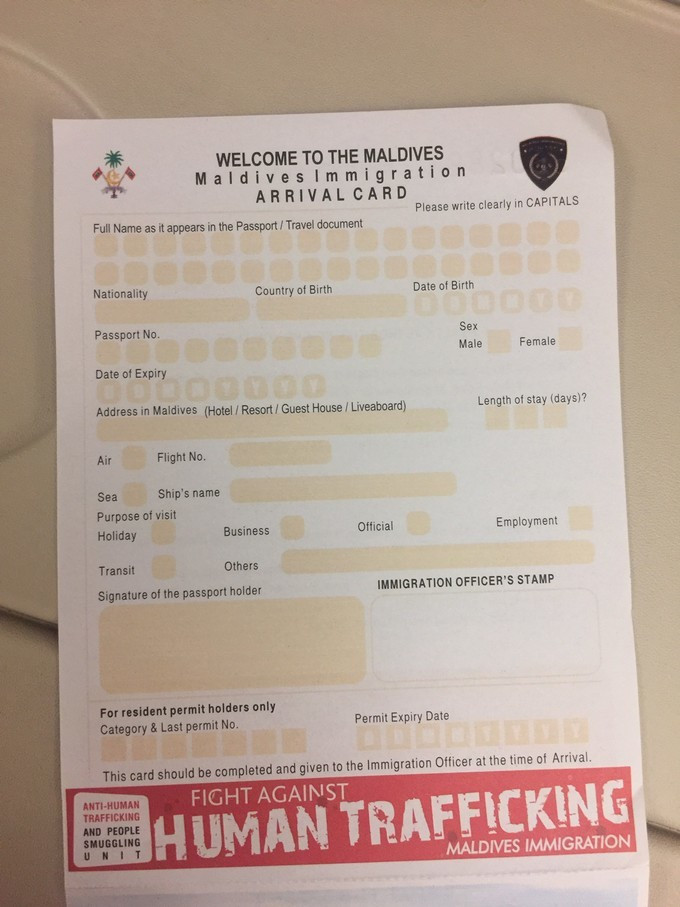 WELCOME TO THE MALDIVES
Maldives Immigration
ARRIVAL CARD
Please write clearly in CAPITALS
Full Name as it appears in the Passport / Travel document
Nationality Country of Birth Date of Birth
D D M M Y Y
Passport No. Sex
Male Female
Date of Expiry
D D M M Y Y Y Y
Address in Maldives (Hotel / Resort / Guest House / Liveaboard) Length of stay (days)?
Air Flight No.
Sea Ship's name
Purpose of visit
Holiday Business Official Employment
Transit Others
Signature of the passport holder IMMIGRATION OFFICER'S STAMP
For resident permit holders only
Category & Last permit No. Permit Expiry Date
D D M M Y Y Y Y
This card should be completed and given to the Immigration Officer at the time of Arrival.
ANTI-HUMAN
TRAFFICKING
AND PEOPLE
SMUGGLING
UNIT
FIGHT AGAINST
HUMAN TRAFFICKING
MALDIVES IMMIGRATION